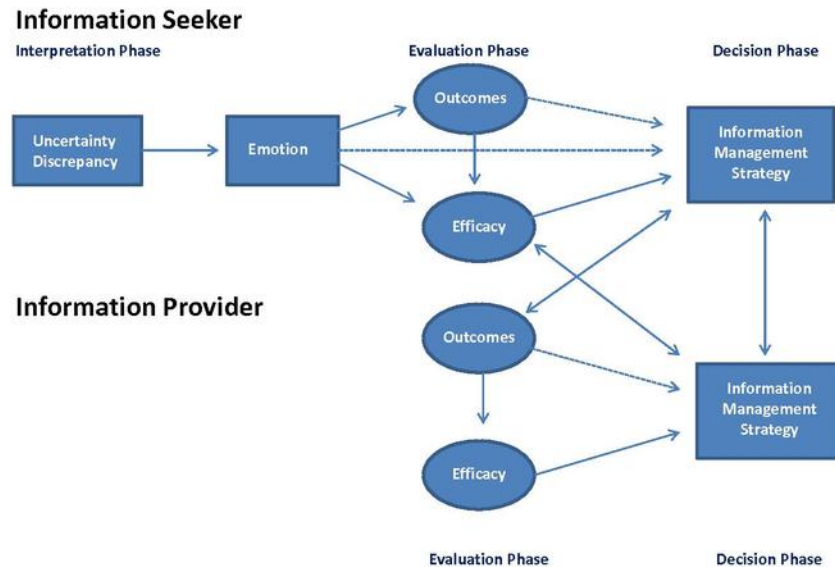 Information Seeker
Interpretation Phase
Evaluation Phase
Decision Phase
Outcomes
Uncertainty
Discrepancy
Emotion
Information
Management
Strategy
Efficacy
Information Provider
Outcomes
Information
Management
Strategy
Efficacy
Evaluation Phase
Decision Phase